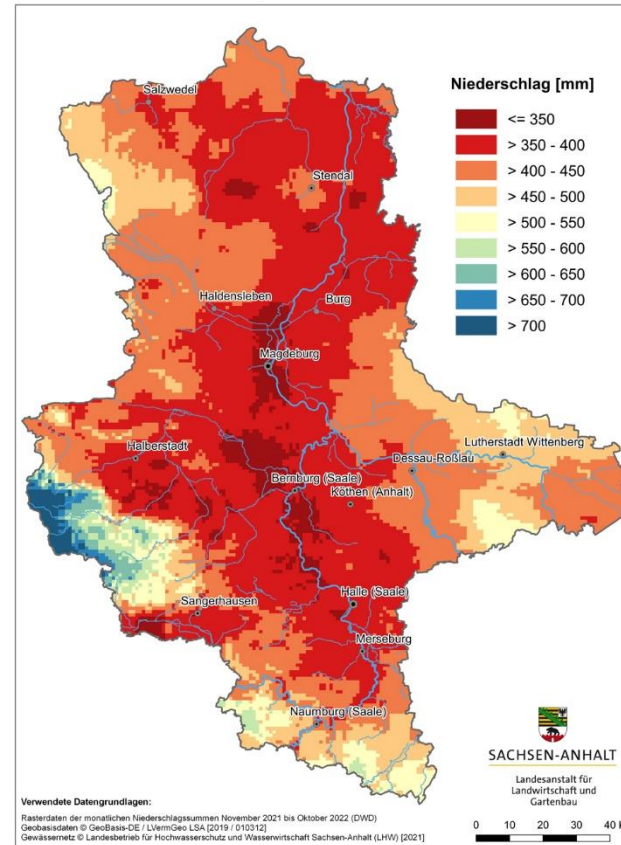 Niederschlag [mm]
<= 350
> 350 - 400
> 400 - 450
> 450 - 500
> 500 - 550
> 550 - 600
> 600 - 650
> 650 - 700
> 700
Salzwedel
Stendal
Haldensleben
Burg
Magdeburg
Halberstadt
Lutherstadt Wittenberg
Dessau-Roßlau
Bernburg (Saale)
Köthen (Anhalt)
Sangerhausen
Halle (Saale)
Merseburg
Naumburg (Saale)
SACHSEN-ANHALT
Landesanstalt für
Landwirtschaft und
Gartenbau
Verwendete Datengrundlagen:
Rasterdaten der monatlichen Niederschlagssummen November 2021 bis Oktober 2022 (DWD)
Geobasisdaten © GeoBasis-DE / LVermGeo LSA [2019 / 010312]
Gewässernetz © Landesbetrieb für Hochwasserschutz und Wasserwirtschaft Sachsen-Anhalt (LHW) [2021]
0 10 20 30 40 k